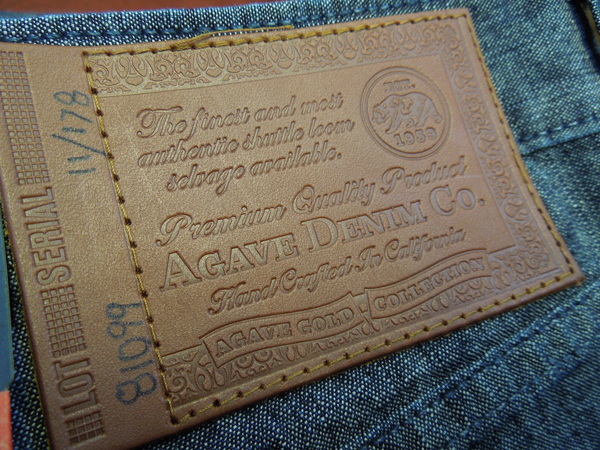 The finest and most
authentic shuttle loom
selvage available.
Premium Quality Product
AGAVE DENIM CO.
Hand Crafted In California
AGAVE GOLD COLLECTION
LOT SERIAL
81099 11/178